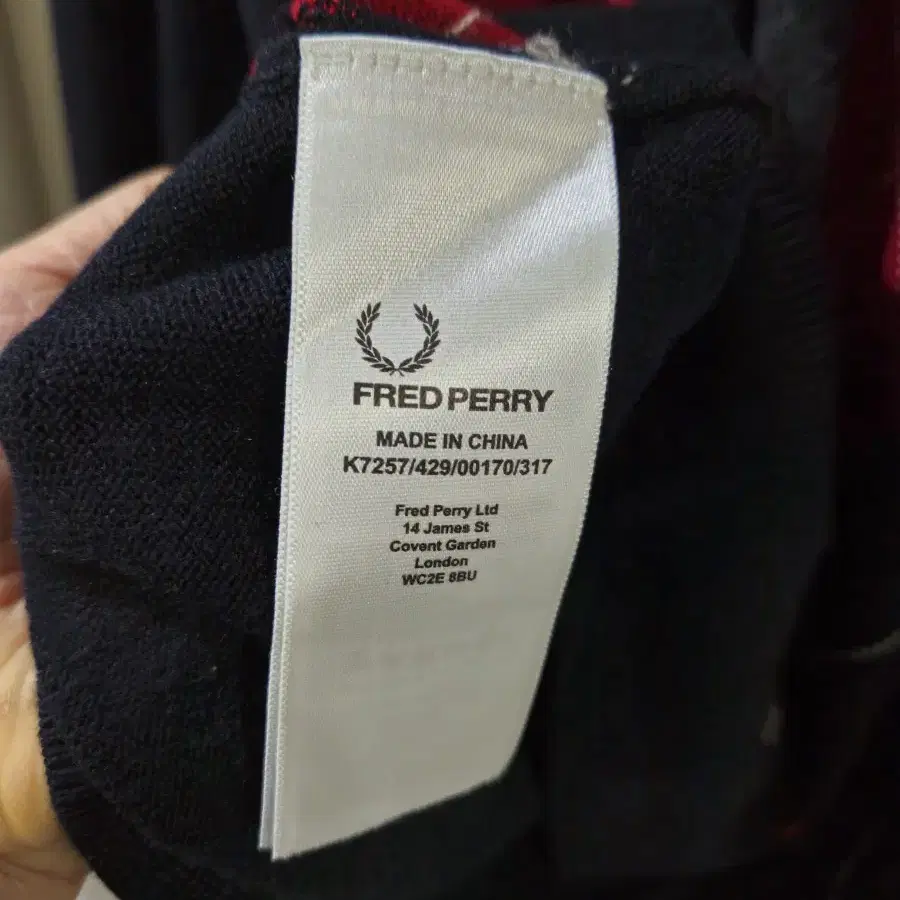 FRED PERRY
MADE IN CHINA
K7257/429/00170/317
Fred Perry Ltd
14 James St
Covent Garden
London
WC2E 8BU